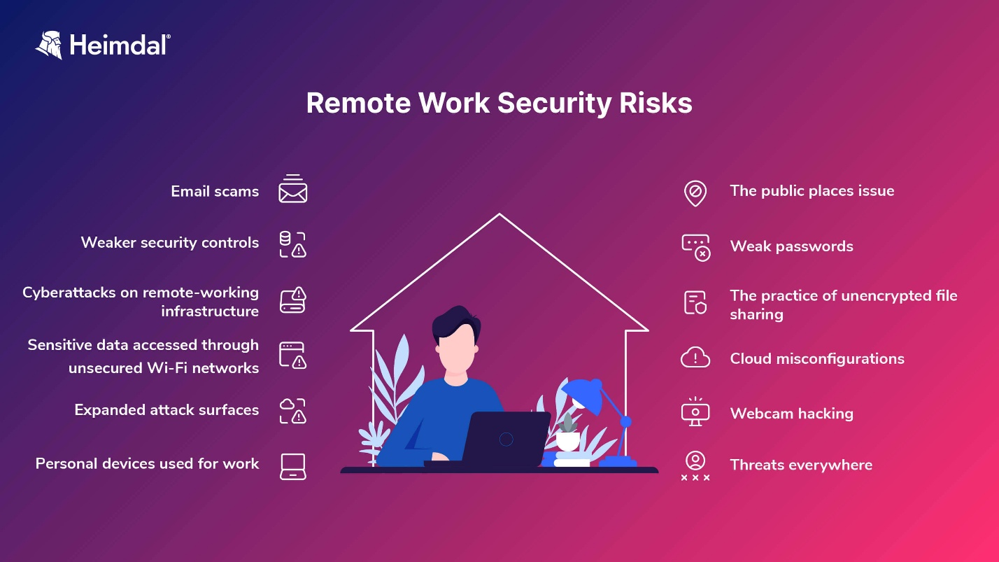 Heimdal®
Remote Work Security Risks
Email scams
Weaker security controls
Cyberattacks on remote-working
infrastructure
Sensitive data accessed through
unsecured Wi-Fi networks
Expanded attack surfaces
Personal devices used for work
The public places issue
Weak passwords
The practice of unencrypted file
sharing
Cloud misconfigurations
Webcam hacking
Threats everywhere